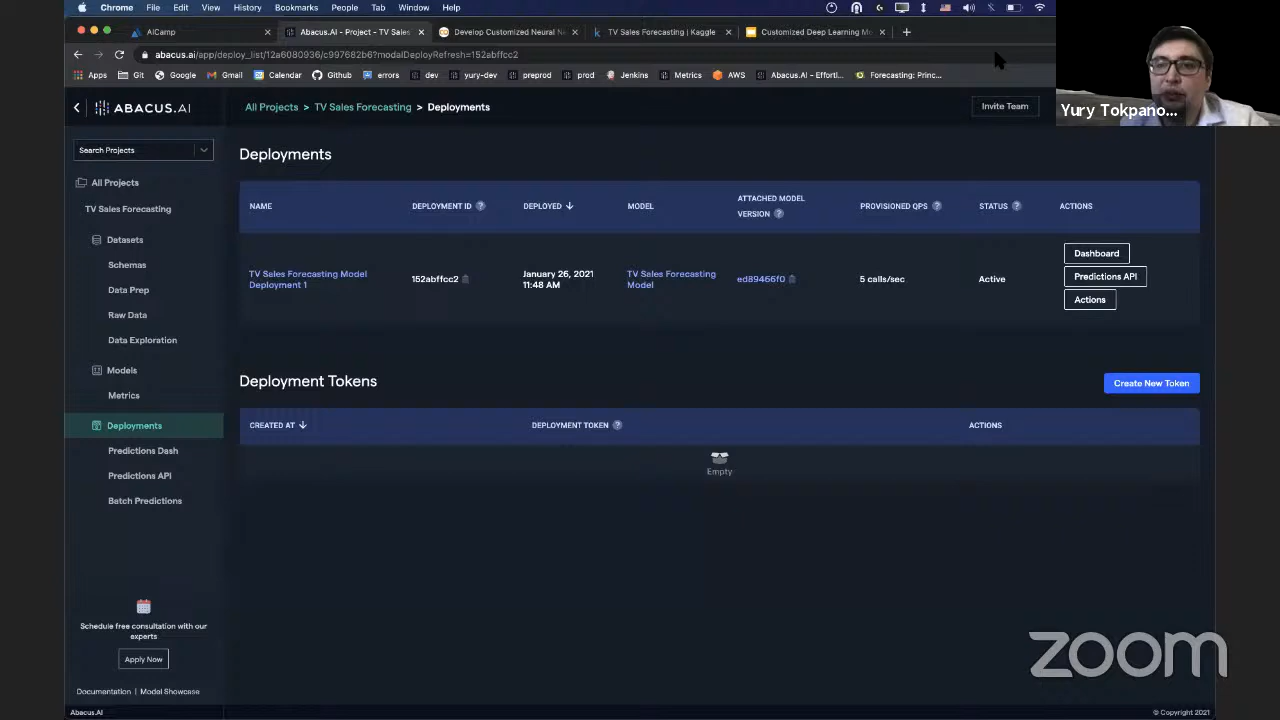 Chrome File Edit View History Bookmarks People Tab Window Help
AICamp
Abacus.AI - Project - TV Sales
Develop Customized Neural N
TV Sales Forecasting | Kaggle
Customized Deep Learning M
abacus.ai/app/deploy_list/12a6080936/c997682b6?modalDeployRefresh=152abffcc2
Apps Git Google Gmail Calendar Github errors dev yury-dev preprod prod Jenkins Metrics AWS Abacus.AI - Effortl... Forecasting: Princ...
Yury Tokpano...
ABACUS.AI
All Projects > TV Sales Forecasting > Deployments
Invite Team
Search Projects
All Projects
TV Sales Forecasting
Datasets
Schemas
Data Prep
Raw Data
Data Exploration
Models
Metrics
Deployments
Predictions Dash
Predictions API
Batch Predictions
Schedule free consultation with our
experts
Apply Now
Documentation | Model Showcase
Deployments
NAME DEPLOYMENT ID ? DEPLOYED MODEL ATTACHED MODEL
VERSION ? PROVISIONED QPS ? STATUS ? ACTIONS
TV Sales Forecasting Model
Deployment 1
152abffcc2
January 26, 2021
11:48 AM
TV Sales Forecasting
Model
ed89466f0
5 calls/sec
Active
Dashboard
Predictions API
Actions
Deployment Tokens
Create New Token
CREATED AT DEPLOYMENT TOKEN ? ACTIONS
Empty
zoom
Abacus.AI
© Copyright 2021